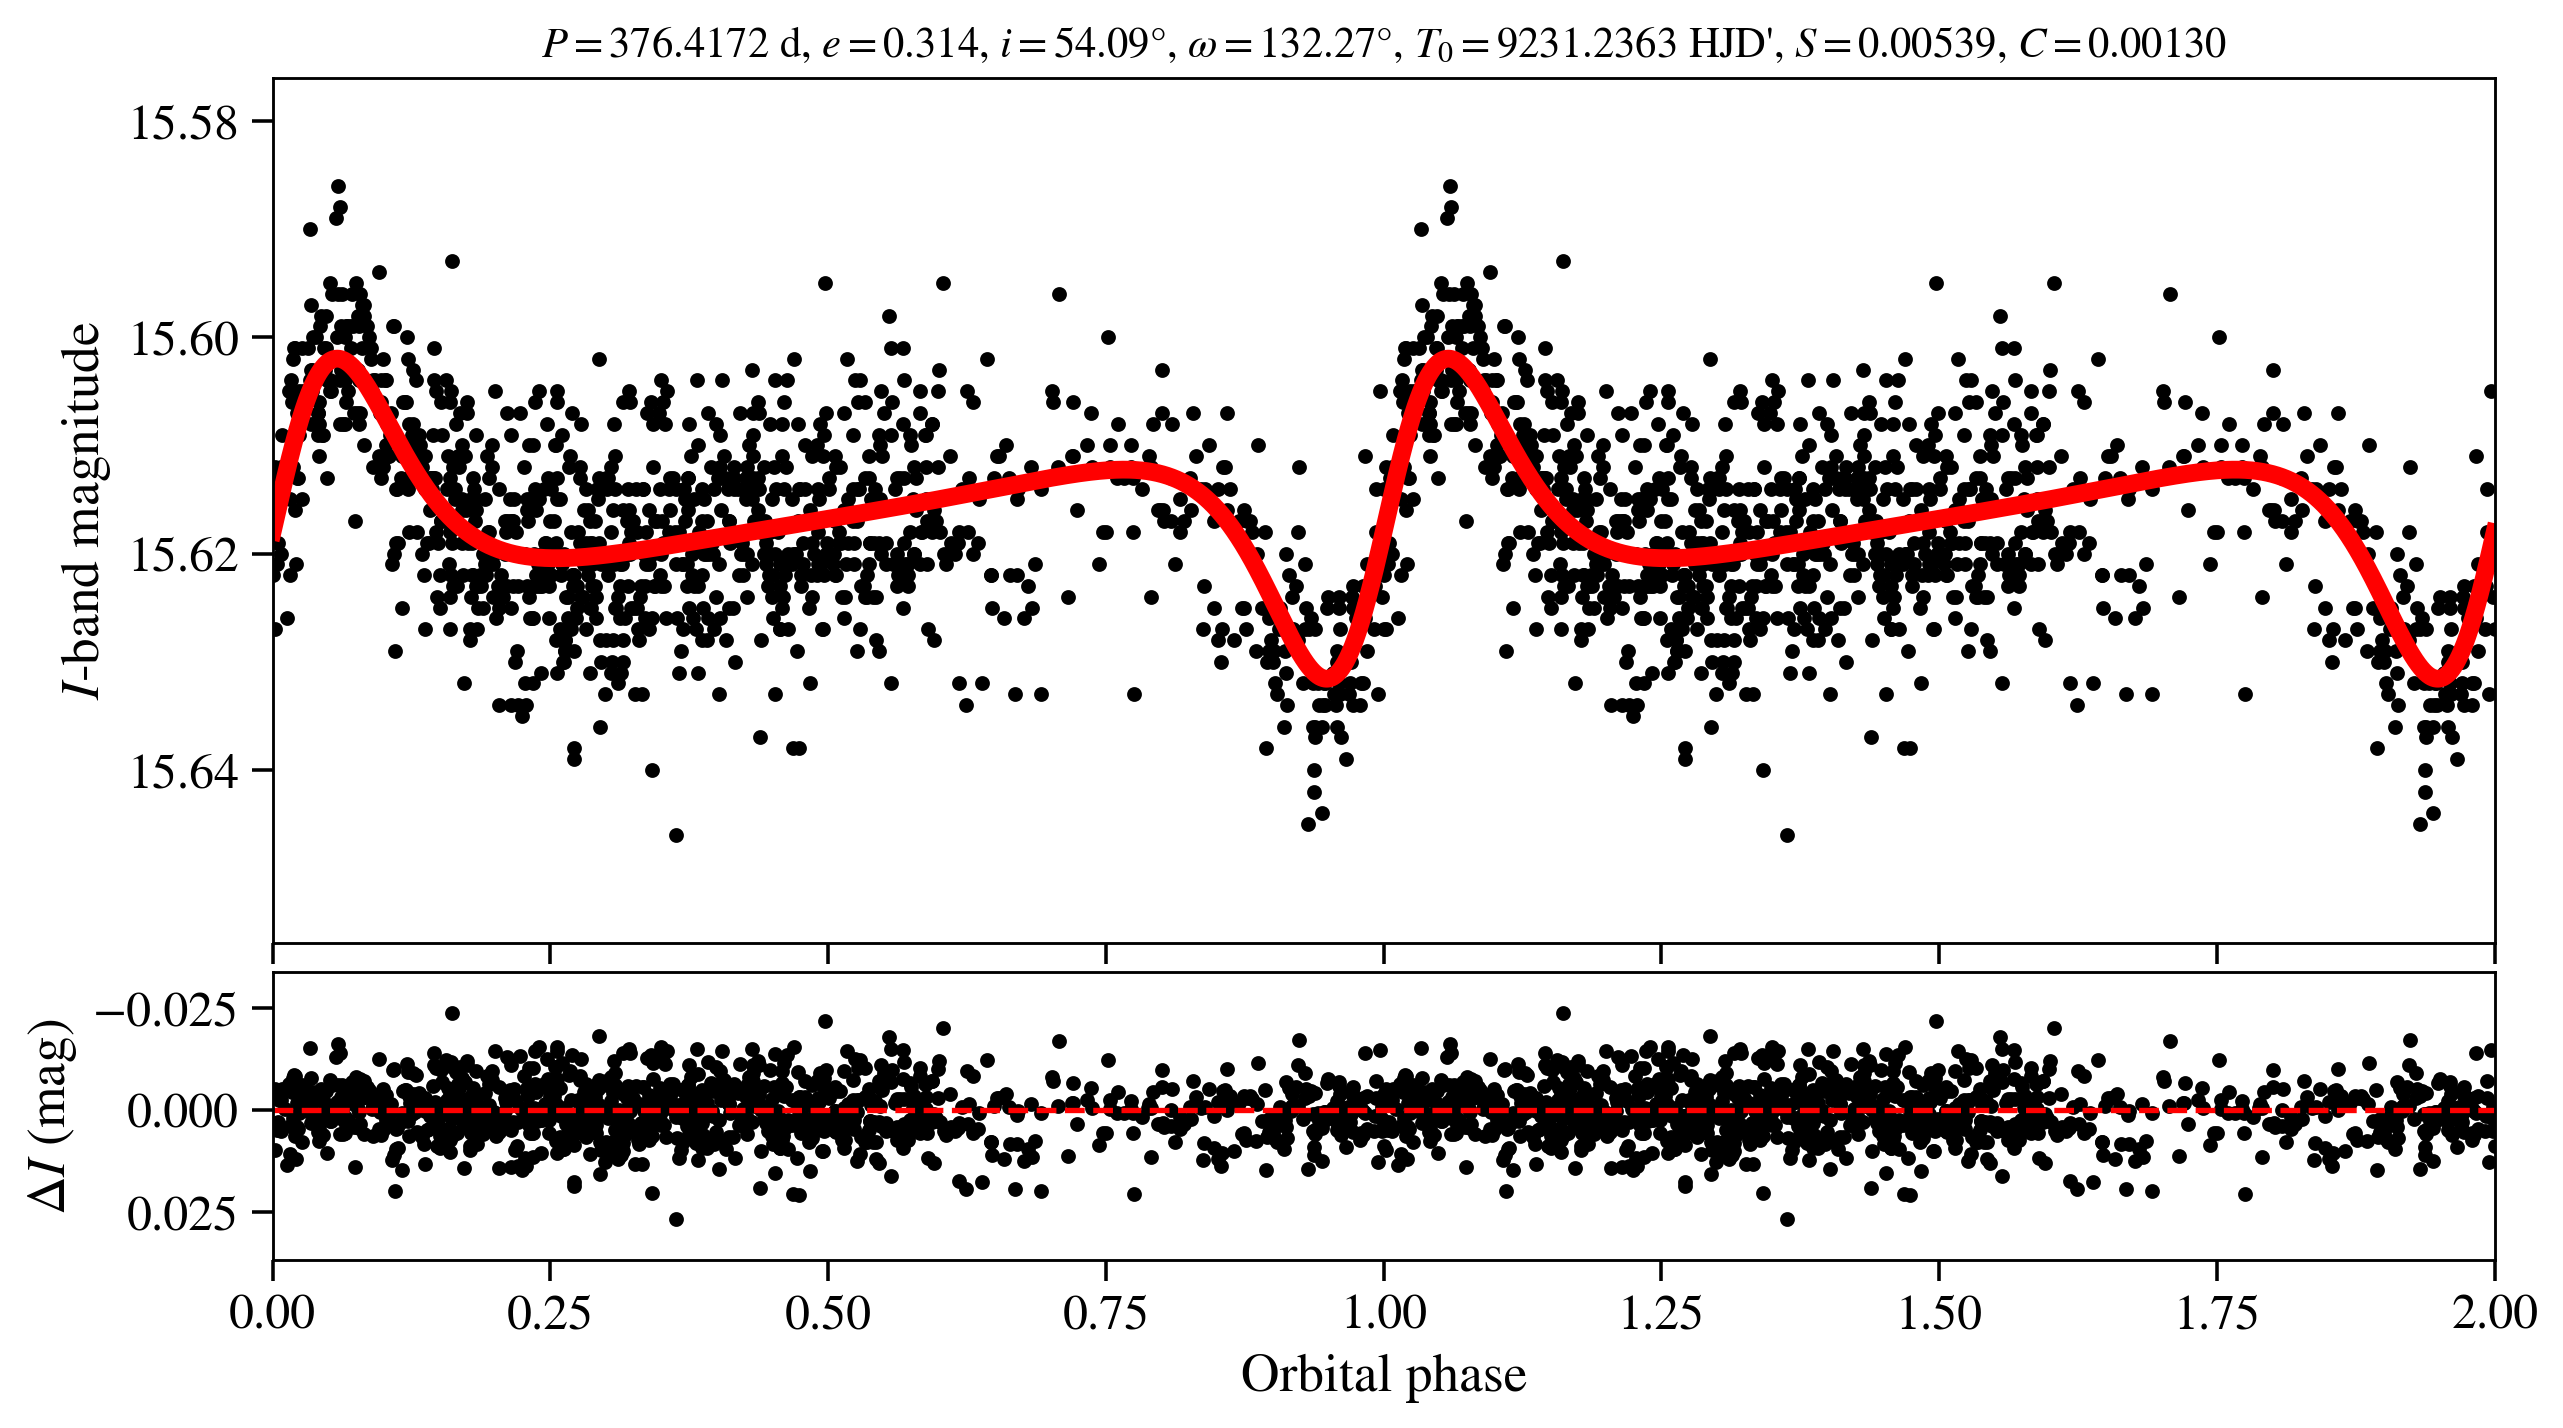 P = 376.4172 d, e = 0.314, i = 54.09°, ω = 132.27°, T₀ = 9231.2363 HJD', S = 0.00539, C = 0.00130
I-band magnitude
15.58
15.60
15.62
15.64
ΔI (mag)
−0.025
0.000
0.025
0.00 0.25 0.50 0.75 1.00 1.25 1.50 1.75 2.00
Orbital phase